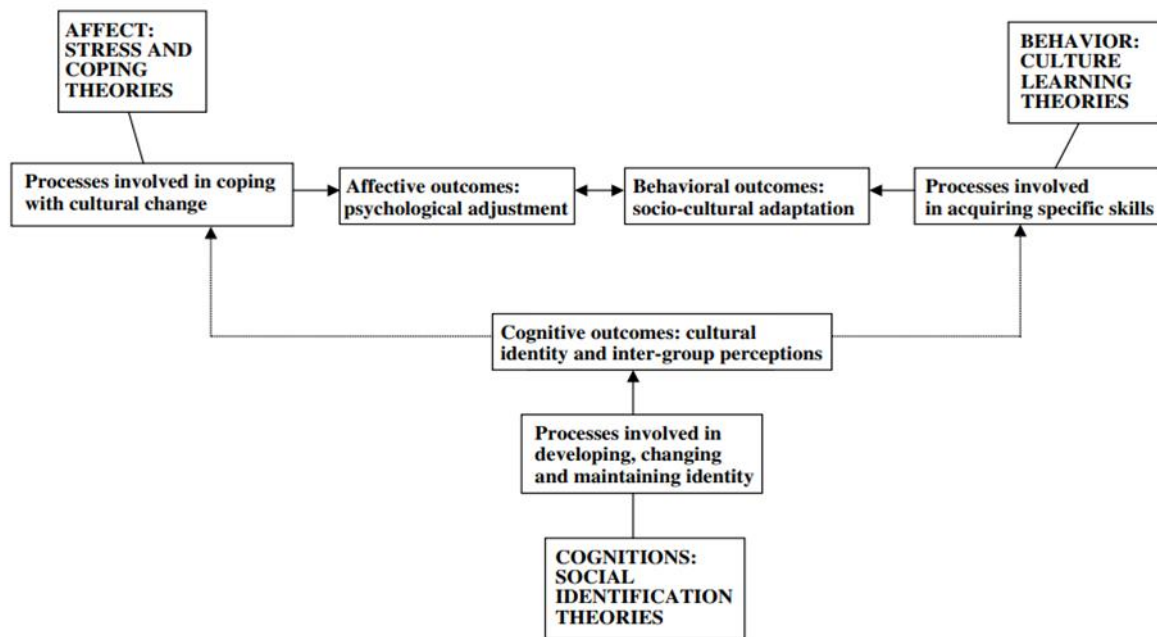 AFFECT:
STRESS AND
COPING
THEORIES
BEHAVIOR:
CULTURE
LEARNING
THEORIES
Processes involved in coping
with cultural change
Affective outcomes:
psychological adjustment
Behavioral outcomes:
socio-cultural adaptation
Processes involved
in acquiring specific skills
Cognitive outcomes: cultural
identity and inter-group perceptions
Processes involved in
developing, changing
and maintaining identity
COGNITIONS:
SOCIAL
IDENTIFICATION
THEORIES